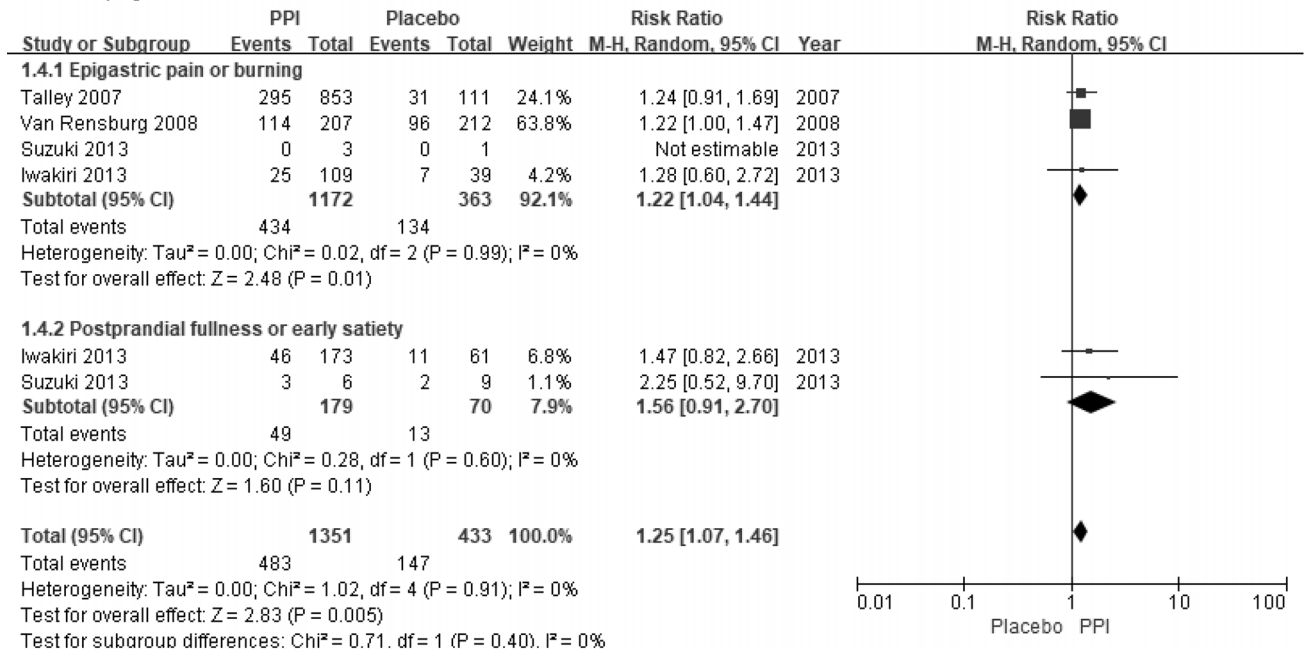 PPI Placebo Risk Ratio Risk Ratio
Study or Subgroup Events Total Events Total Weight M-H, Random, 95% CI Year M-H, Random, 95% CI
1.4.1 Epigastric pain or burning
Talley 2007 295 853 31 111 24.1% 1.24 [0.91, 1.69] 2007
Van Rensburg 2008 114 207 96 212 63.8% 1.22 [1.00, 1.47] 2008
Suzuki 2013 0 3 0 1 Not estimable 2013
Iwakiri 2013 25 109 7 39 4.2% 1.28 [0.60, 2.72] 2013
Subtotal (95% CI) 1172 363 92.1% 1.22 [1.04, 1.44]
Total events 434 134
Heterogeneity: Tau² = 0.00; Chi² = 0.02, df = 2 (P = 0.99); I² = 0%
Test for overall effect: Z = 2.48 (P = 0.01)
1.4.2 Postprandial fullness or early satiety
Iwakiri 2013 46 173 11 61 6.8% 1.47 [0.82, 2.66] 2013
Suzuki 2013 3 6 2 9 1.1% 2.25 [0.52, 9.70] 2013
Subtotal (95% CI) 179 70 7.9% 1.56 [0.91, 2.70]
Total events 49 13
Heterogeneity: Tau² = 0.00; Chi² = 0.28, df = 1 (P = 0.60); I² = 0%
Test for overall effect: Z = 1.60 (P = 0.11)
Total (95% CI) 1351 433 100.0% 1.25 [1.07, 1.46]
Total events 483 147
Heterogeneity: Tau² = 0.00; Chi² = 1.02, df = 4 (P = 0.91); I² = 0%
Test for overall effect: Z = 2.83 (P = 0.005)
Test for subgroup differences: Chi² = 0.71, df = 1 (P = 0.40), I² = 0%
0.01 0.1 1 10 100
Placebo PPI